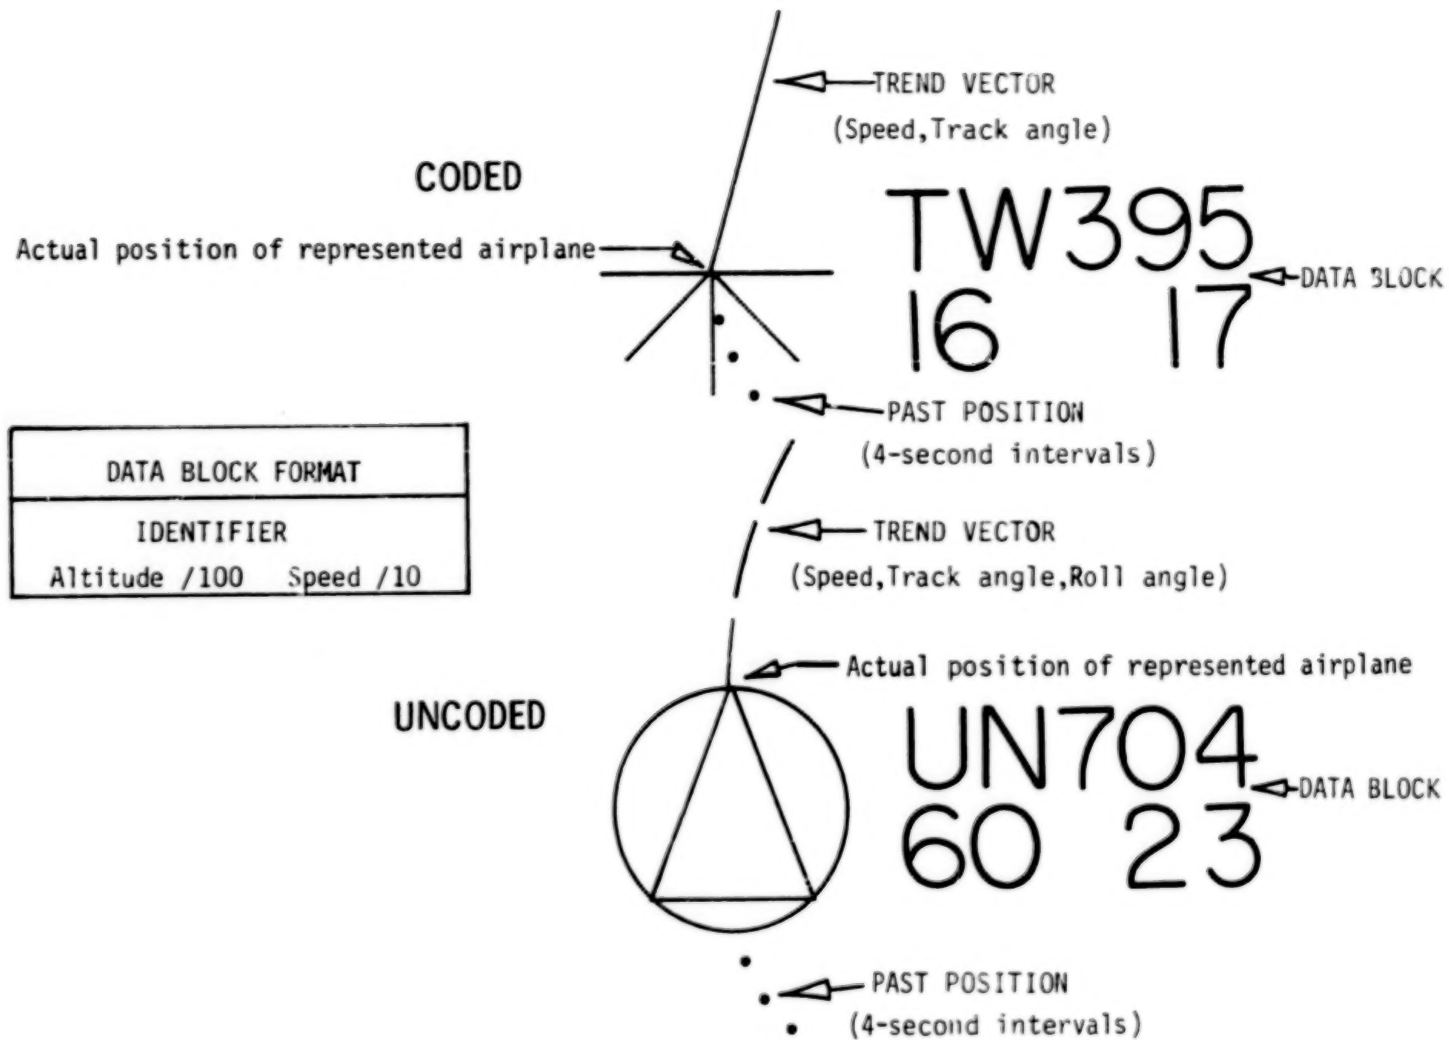 TREND VECTOR
(Speed,Track angle)
CODED
Actual position of represented airplane
TW395
16 17
DATA BLOCK
PAST POSITION
(4-second intervals)
DATA BLOCK FORMAT
IDENTIFIER
Altitude /100 Speed /10
TREND VECTOR
(Speed,Track angle,Roll angle)
Actual position of represented airplane
UNCODED
UN704
60 23
DATA BLOCK
PAST POSITION
(4-second intervals)